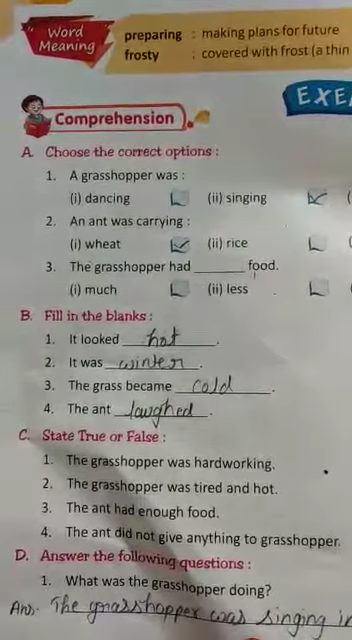 Word
Meaning
preparing : making plans for future
frosty : covered with frost (a thin
EXE
Comprehension
A. Choose the correct options :
1. A grasshopper was :
(i) dancing (ii) singing (
2. An ant was carrying :
(i) wheat (ii) rice
3. The grasshopper had ______ food.
(i) much (ii) less
B. Fill in the blanks :
1. It looked hot.
2. It was winter.
3. The grass became cold.
4. The ant laughed.
C. State True or False :
1. The grasshopper was hardworking.
2. The grasshopper was tired and hot.
3. The ant had enough food.
4. The ant did not give anything to grasshopper.
D. Answer the following questions :
1. What was the grasshopper doing?
Ans. The grasshopper was singing in